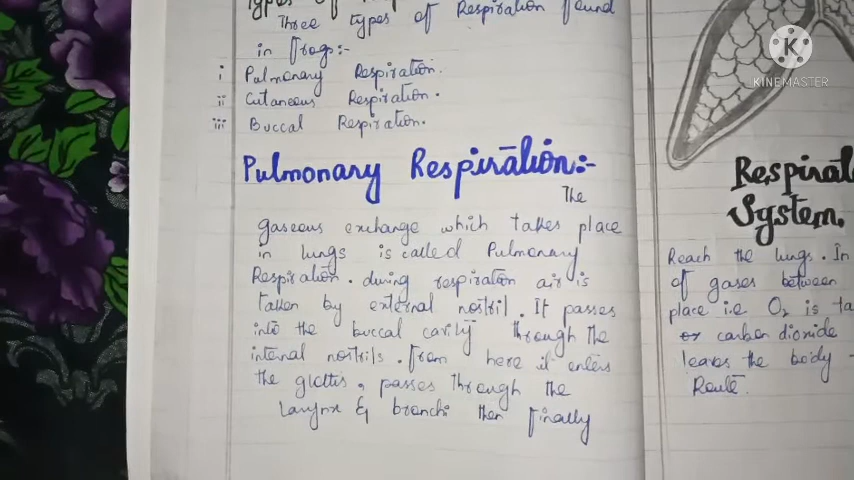 Types of
Three types of Respiration found
in frog:-
i Pulmonary Respiration.
ii Cutaneous Respiration.
iii Buccal Respiration.
Pulmonary Respiration:-
The
gaseous exchange which takes place
in lungs is called Pulmonary
Respiration. during respiration air is
taken by external nostril. It passes
into the buccal cavity through the
internal nostrils. from here it enters
the glottis, passes through the
larynx & bronchi then finally
KINEMASTER
System.
Reach the lungs. In
of gases between
place i.e O2 is
carbon dioxide
leaves the body
Route.